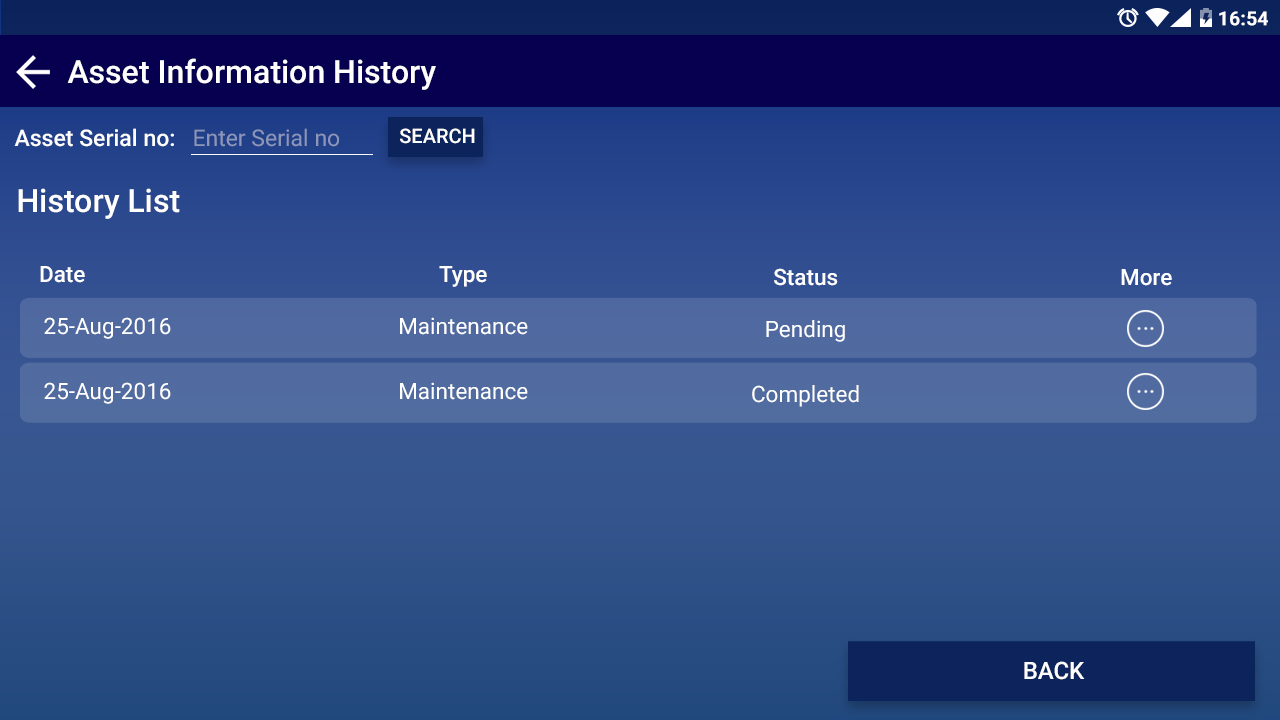 16:54
Asset Information History
Asset Serial no: Enter Serial no SEARCH
History List
Date Type Status More
25-Aug-2016 Maintenance Pending
25-Aug-2016 Maintenance Completed
BACK